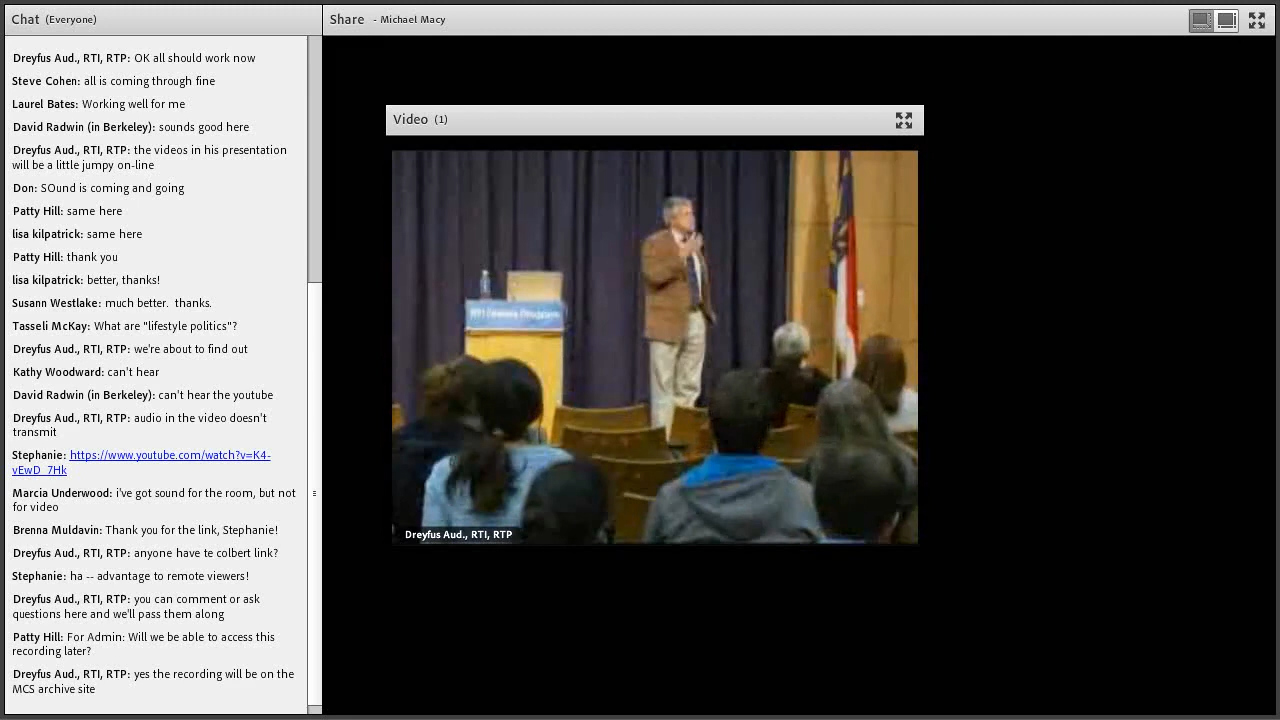 Chat (Everyone)
Dreyfus Aud., RTI, RTP: OK all should work now
Steve Cohen: all is coming through fine
Laurel Bates: Working well for me
David Radwin (in Berkeley): sounds good here
Dreyfus Aud., RTI, RTP: the videos in his presentation
will be a little jumpy on-line
Don: SOund is coming and going
Patty Hill: same here
lisa kilpatrick: same here
Patty Hill: thank you
lisa kilpatrick: better, thanks!
Susann Westlake: much better. thanks.
Tasseli McKay: What are "lifestyle politics"?
Dreyfus Aud., RTI, RTP: we're about to find out
Kathy Woodward: can't hear
David Radwin (in Berkeley): can't hear the youtube
Dreyfus Aud., RTI, RTP: audio in the video doesn't
transmit
Stephanie: https://www.youtube.com/watch?v=K4-
vEwD_7Hk
Marcia Underwood: i've got sound for the room, but not
for video
Brenna Muldavin: Thank you for the link, Stephanie!
Dreyfus Aud., RTI, RTP: anyone have te colbert link?
Stephanie: ha -- advantage to remote viewers!
Dreyfus Aud., RTI, RTP: you can comment or ask
questions here and we'll pass them along
Patty Hill: For Admin: Will we be able to access this
recording later?
Dreyfus Aud., RTI, RTP: yes the recording will be on the
MCS archive site
Share - Michael Macy
Video (1)
Dreyfus Aud., RTI, RTP